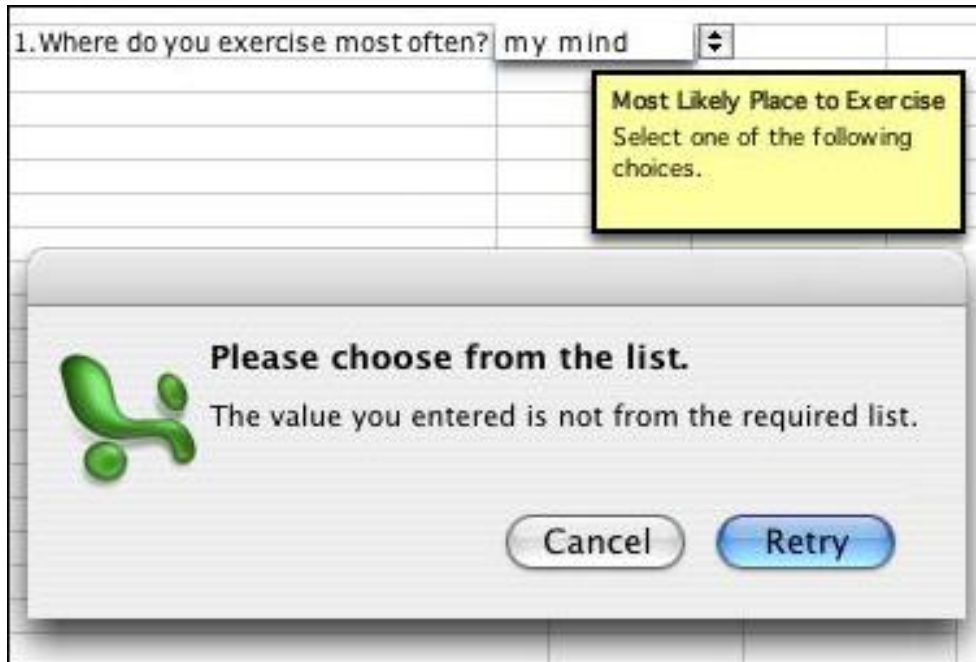 1. Where do you exercise most often? my mind
Most Likely Place to Exercise
Select one of the following
choices.
Please choose from the list.
The value you entered is not from the required list.
Cancel Retry